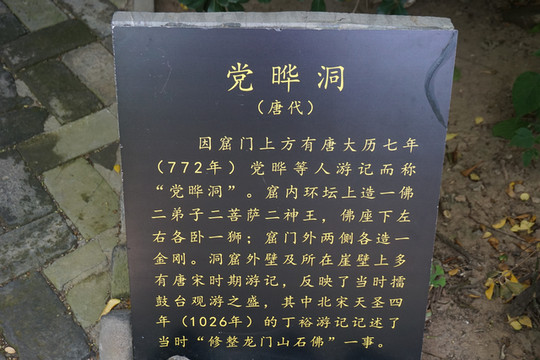 党晔洞
（唐代）
因窟门上方有唐大历七年
（772年）党晔等人游记而称
“党晔洞”。窟内环坛上造一佛
二弟子二菩萨二神王，佛座下左
右各卧一狮；窟门外两侧各造一
金刚。洞窟外壁及所在崖壁上多
有唐宋时期游记，反映了当时擂
鼓台观游之盛，其中北宋天圣四
年（1026年）的丁裕游记记述了
当时“修整龙门山石佛”一事。